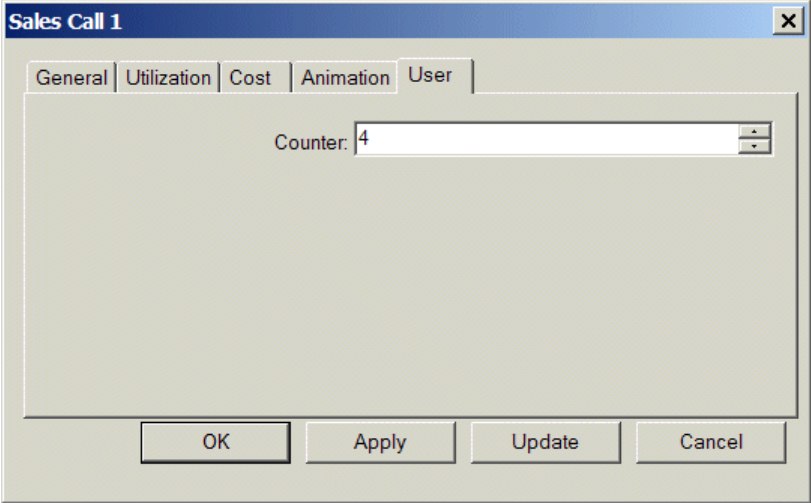 Sales Call 1
General Utilization Cost Animation User
Counter: 4
OK Apply Update Cancel